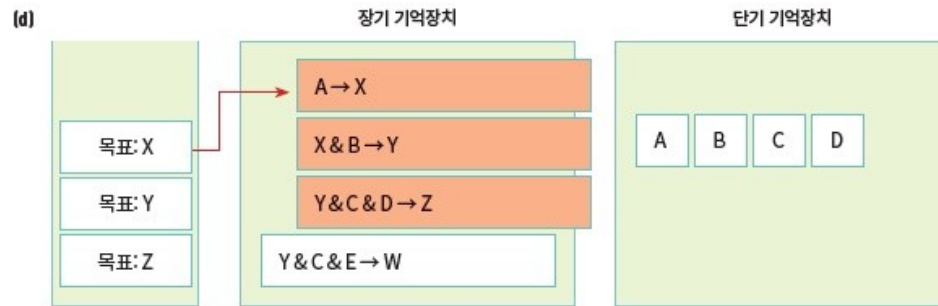 (d)
장기 기억장치
단기 기억장치
목표: X
목표: Y
목표: Z
A → X
X & B → Y
Y & C & D → Z
Y & C & E → W
A B C D